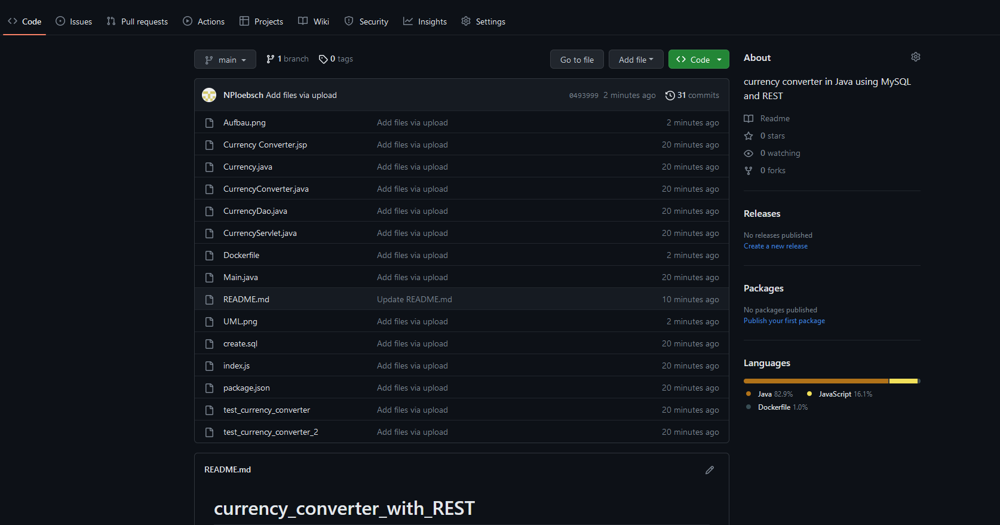 Code Issues Pull requests Actions Projects Wiki Security Insights Settings
main 1 branch 0 tags Go to file Add file Code
NPloebsch Add files via upload 0493999 2 minutes ago 31 commits
Aufbau.png Add files via upload 2 minutes ago
Currency Converter.jsp Add files via upload 20 minutes ago
Currency.java Add files via upload 20 minutes ago
CurrencyConverter.java Add files via upload 20 minutes ago
CurrencyDao.java Add files via upload 20 minutes ago
CurrencyServlet.java Add files via upload 20 minutes ago
Dockerfile Add files via upload 2 minutes ago
Main.java Add files via upload 20 minutes ago
README.md Update README.md 10 minutes ago
UML.png Add files via upload 2 minutes ago
create.sql Add files via upload 20 minutes ago
index.js Add files via upload 20 minutes ago
package.json Add files via upload 20 minutes ago
test_currency_converter Add files via upload 20 minutes ago
test_currency_converter_2 Add files via upload 20 minutes ago
README.md
currency_converter_with_REST
About
currency converter in Java using MySQL
and REST
Readme
0 stars
0 watching
0 forks
Releases
No releases published
Create a new release
Packages
No packages published
Publish your first package
Languages
Java 82.9% JavaScript 16.1%
Dockerfile 1.0%